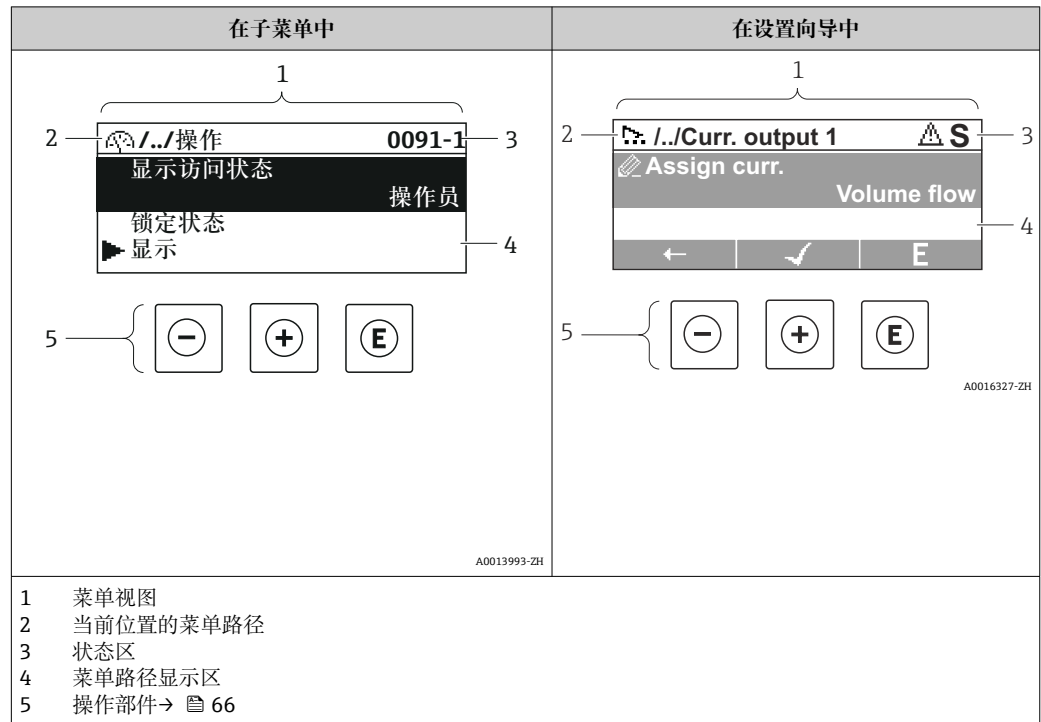 在子菜单中
在设置向导中
1
2
/../操作 0091-1
3
显示访问状态
操作员
锁定状态
显示
4
5
- + E
A0013993-ZH
1
2
/../Curr. output 1 S
3
Assign curr.
Volume flow
4
← ✓ E
5
- + E
A0016327-ZH
1 菜单视图
2 当前位置的菜单路径
3 状态区
4 菜单路径显示区
5 操作部件→ 66